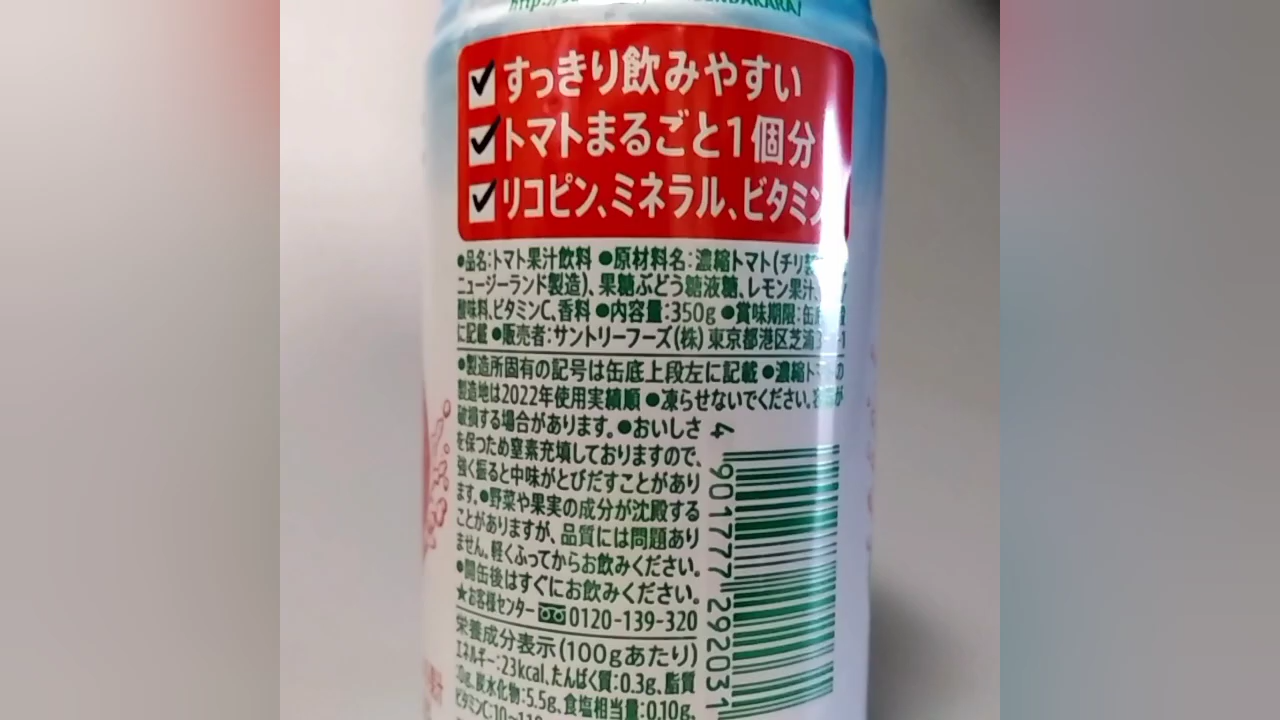 すっきり飲みやすい
トマトまるごと1個分
リコピン、ミネラル、ビタミン
●品名:トマト果汁飲料 ●原材料名:濃縮トマト(チリ
ニュージーランド製造)、果糖ぶどう糖液糖、レモン果汁
酸味料、ビタミンC、香料 ●内容量:350g ●賞味期限:缶
に記載 ●販売者:サントリーフーズ(株) 東京都港区芝浦3 -1
●製造所固有の記号は缶底上段左に記載 ●濃縮トマトの
製造地は2022年使用実績順 ●凍らせないでください。容器が
破損する場合があります。●おいしさ
を保つため窒素充填しておりますので、
強く振ると中味がとびだすことがあり
ます。●野菜や果実の成分が沈殿する
ことがありますが、品質には問題あり
ません。軽くふってからお飲みください。
●開缶後はすぐにお飲みください。
★お客様センター 0120-139-320
栄養成分表示(100gあたり)
エネルギー:23kcal、たんぱく質:0.3g、脂質
:0g、炭水化物:5.5g、食塩相当量:0.10g、
ビタミンC:10~110
4 901777 292031